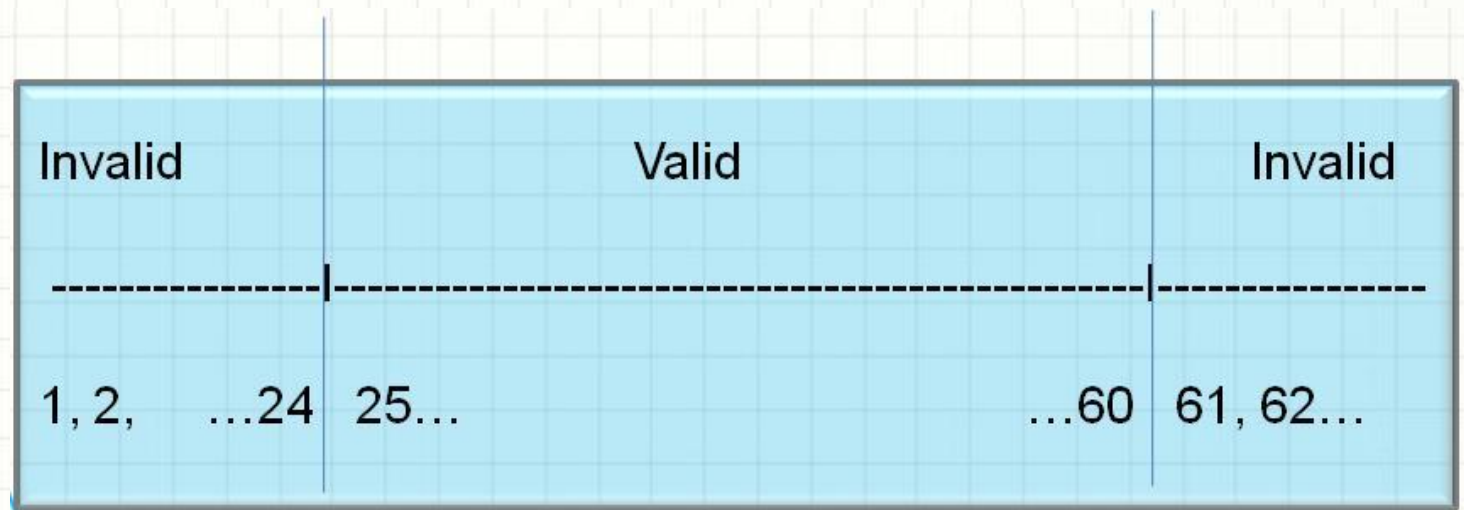 Invalid Valid Invalid
1, 2, ...24 25... ...60 61, 62...